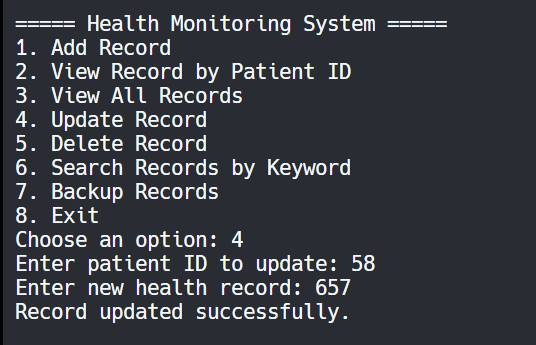 ===== Health Monitoring System =====
1. Add Record
2. View Record by Patient ID
3. View All Records
4. Update Record
5. Delete Record
6. Search Records by Keyword
7. Backup Records
8. Exit
Choose an option: 4
Enter patient ID to update: 58
Enter new health record: 657
Record updated successfully.